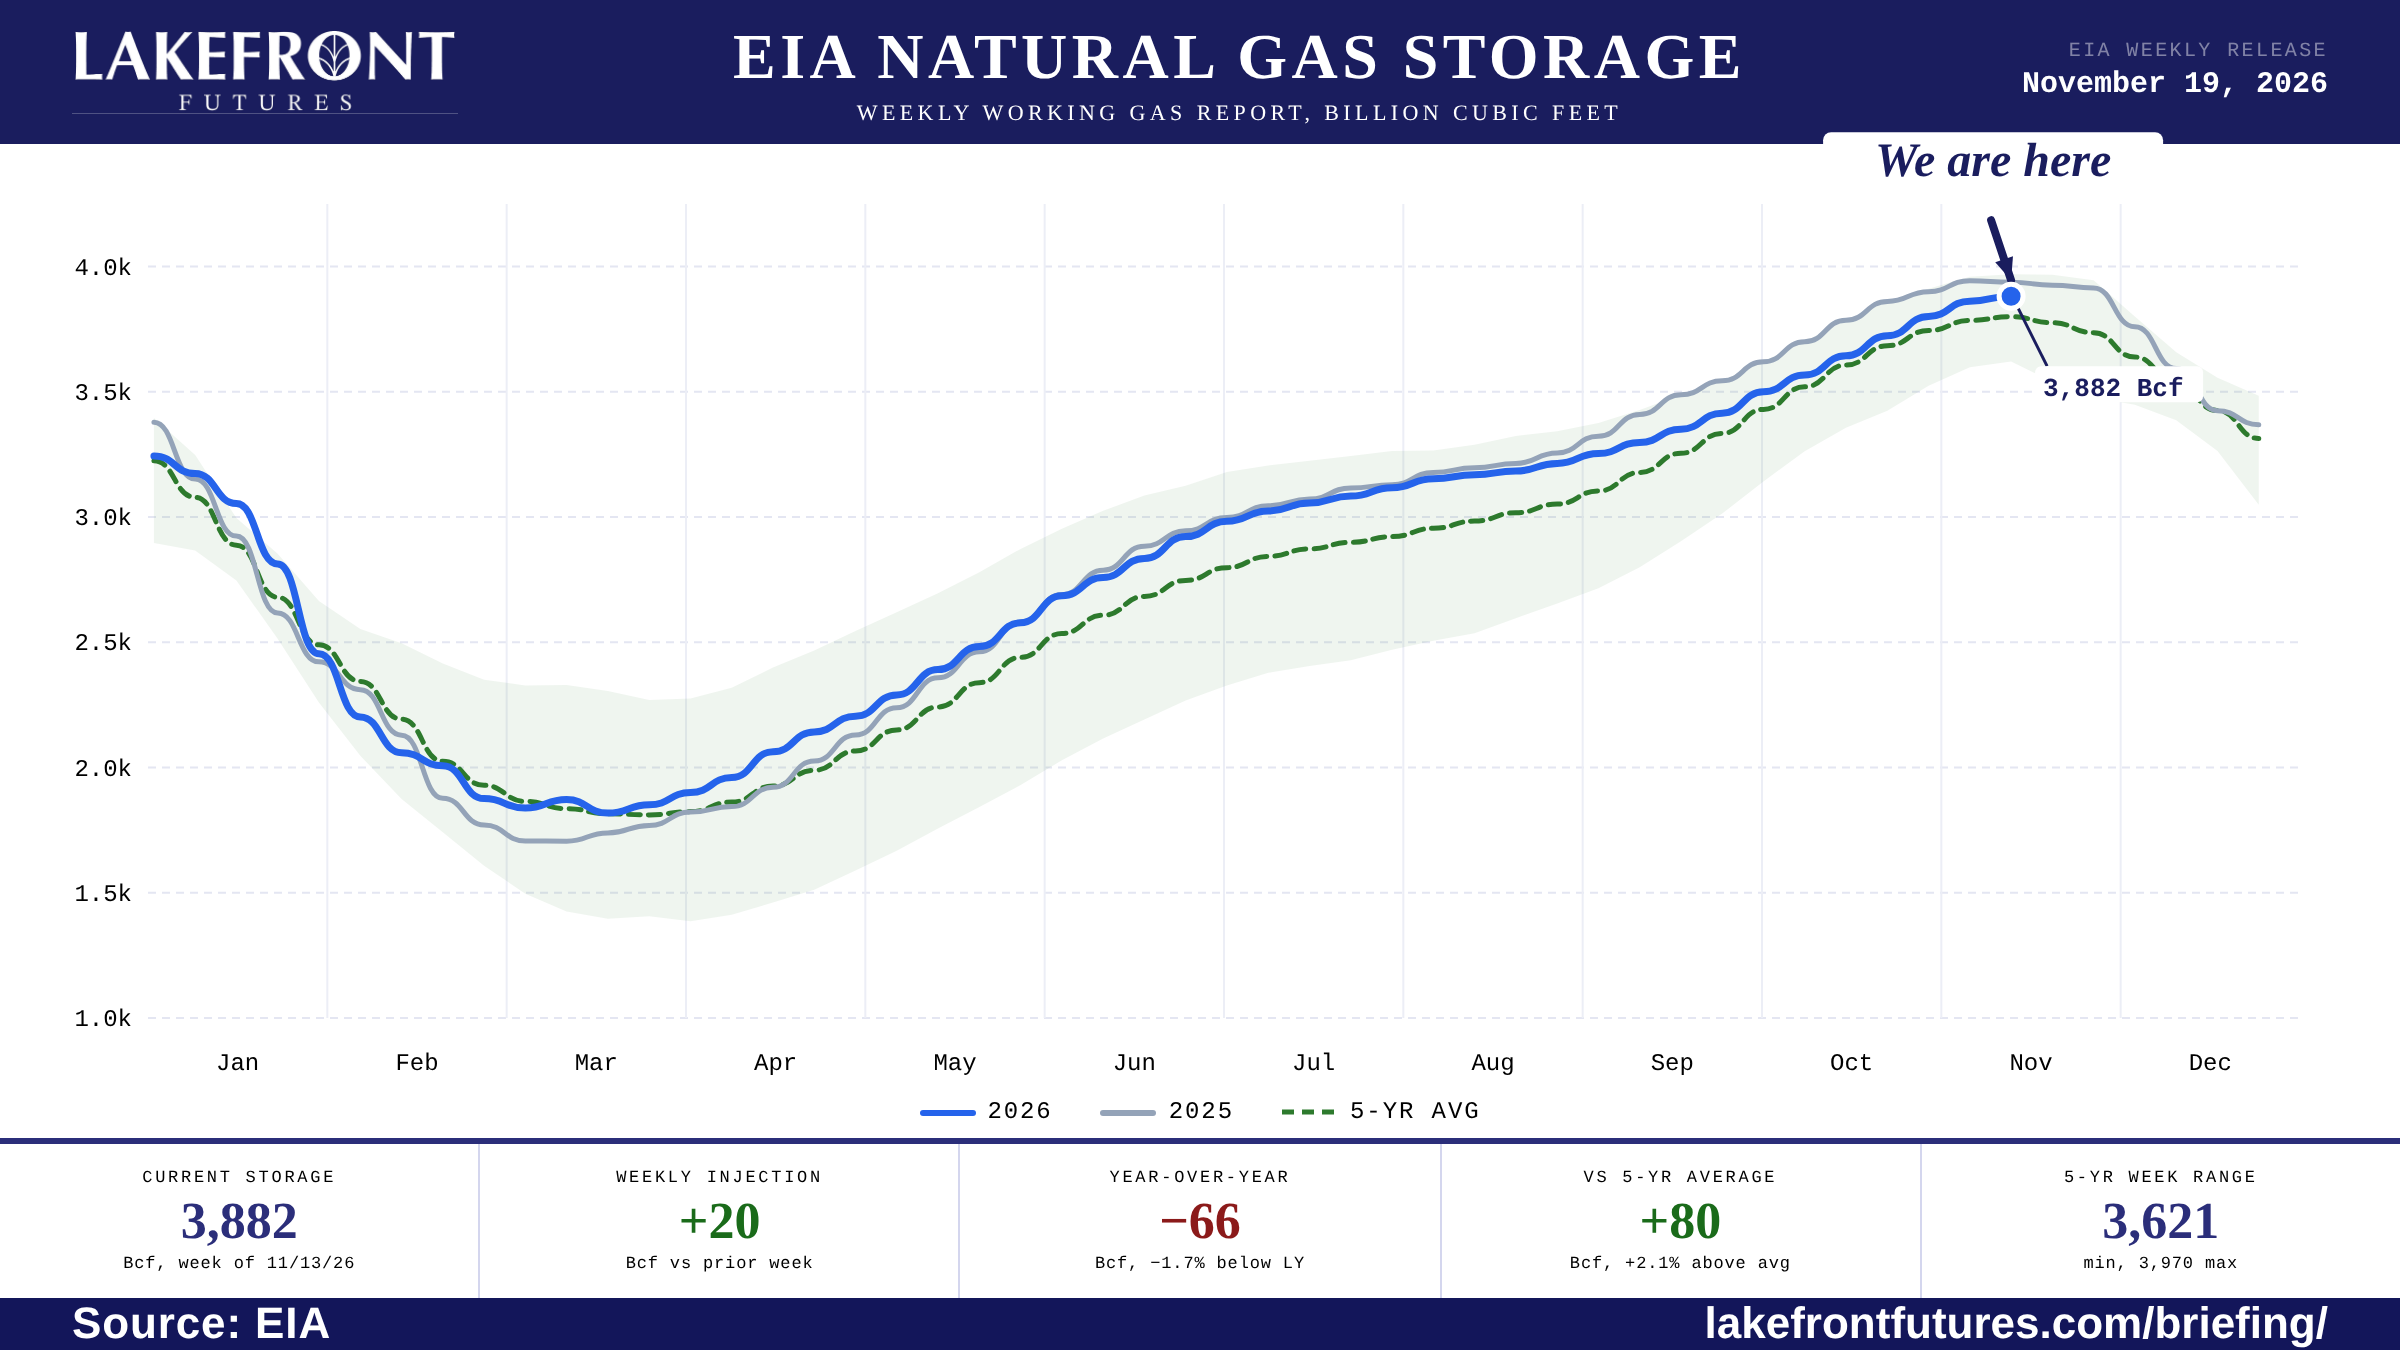 LAKEFRONT
FUTURES
EIA NATURAL GAS STORAGE
WEEKLY WORKING GAS REPORT, BILLION CUBIC FEET
EIA WEEKLY RELEASE
November 19, 2026
We are here
4.0k
3.5k
3.0k
2.5k
2.0k
1.5k
1.0k
3,882 Bcf
Jan Feb Mar Apr May Jun Jul Aug Sep Oct Nov Dec
2026 2025 5-YR AVG
CURRENT STORAGE
3,882
Bcf, week of 11/13/26
WEEKLY INJECTION
+20
Bcf vs prior week
YEAR-OVER-YEAR
−66
Bcf, −1.7% below LY
VS 5-YR AVERAGE
+80
Bcf, +2.1% above avg
5-YR WEEK RANGE
3,621
min, 3,970 max
Source: EIA
lakefrontfutures.com/briefing/